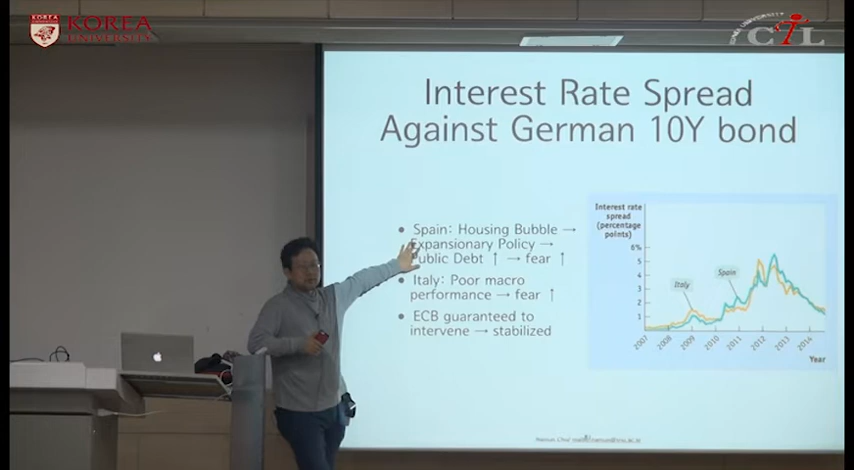 KOREA
UNIVERSITY
CTL
Interest Rate Spread
Against German 10Y bond
• Spain: Housing Bubble →
Expansionary Policy →
Public Debt ↑ → fear ↑
• Italy: Poor macro
performance → fear ↑
• ECB guaranteed to
intervene → stabilized
Interest rate
spread
(percentage
points)
6%
5
4
3
2
1
Italy
Spain
2007 2008 2009 2010 2011 2012 2013 2014
Year